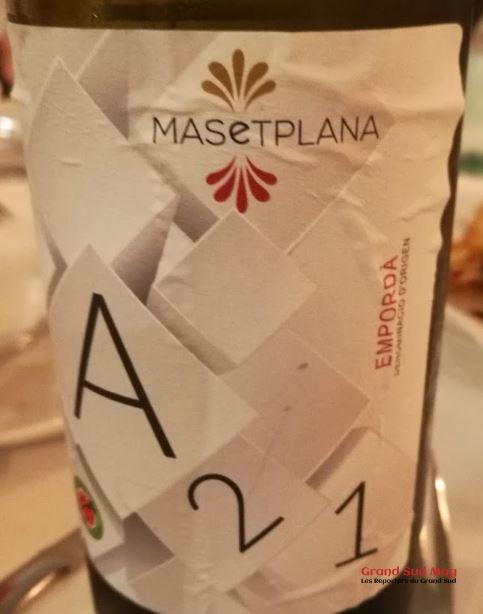 MASeTPLANA
EMPORDÀ
DENOMINACIÓ D'ORIGEN
A
2
1
Grand Sud Mag
Les Reporters du Grand Sud